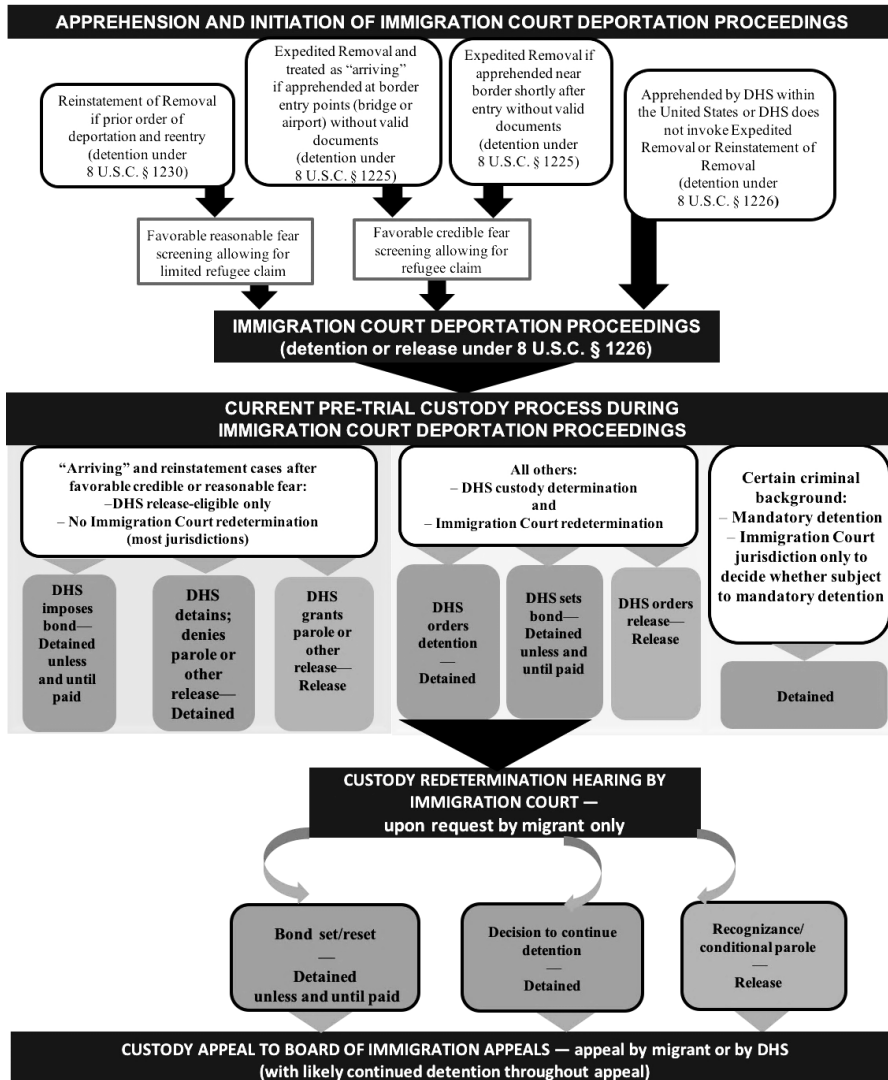 APPREHENSION AND INITIATION OF IMMIGRATION COURT DEPORTATION PROCEEDINGS
Reinstatement of Removal
if prior order of
deportation and reentry
(detention under
8 U.S.C. § 1230)
Expedited Removal and
treated as “arriving”
if apprehended at border
entry points (bridge or
airport) without valid
documents
(detention under
8 U.S.C. § 1225)
Expedited Removal if
apprehended near
border shortly after
entry without valid
documents
(detention under
8 U.S.C. § 1225)
Apprehended by DHS within
the United States or DHS does
not invoke Expedited
Removal or Reinstatement of
Removal
(detention under
8 U.S.C. § 1226)
Favorable reasonable fear
screening allowing for
limited refugee claim
Favorable credible fear
screening allowing for
refugee claim
IMMIGRATION COURT DEPORTATION PROCEEDINGS
(detention or release under 8 U.S.C. § 1226)
CURRENT PRE-TRIAL CUSTODY PROCESS DURING
IMMIGRATION COURT DEPORTATION PROCEEDINGS
“Arriving” and reinstatement cases after
favorable credible or reasonable fear:
–DHS release-eligible only
– No Immigration Court redetermination
(most jurisdictions)
All others:
– DHS custody determination
and
– Immigration Court redetermination
Certain criminal
background:
– Mandatory detention
– Immigration Court
jurisdiction only to
decide whether subject
to mandatory detention
DHS
imposes
bond—
Detained
unless
and until
paid
DHS
detains;
denies
parole or
other
release—
Detained
DHS
grants
parole or
other
release—
Release
DHS
orders
detention
—
Detained
DHS sets
bond—
Detained
unless and
until paid
DHS orders
release—
Release
Detained
CUSTODY REDETERMINATION HEARING BY
IMMIGRATION COURT —
upon request by migrant only
Bond set/reset
—
Detained
unless and until paid
Decision to continue
detention
—
Detained
Recognizance/
conditional parole
—
Release
CUSTODY APPEAL TO BOARD OF IMMIGRATION APPEALS — appeal by migrant or by DHS
(with likely continued detention throughout appeal)